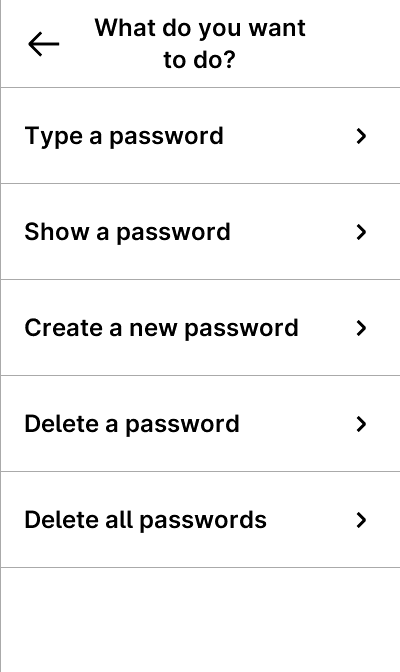 What do you want
to do?
Type a password
Show a password
Create a new password
Delete a password
Delete all passwords